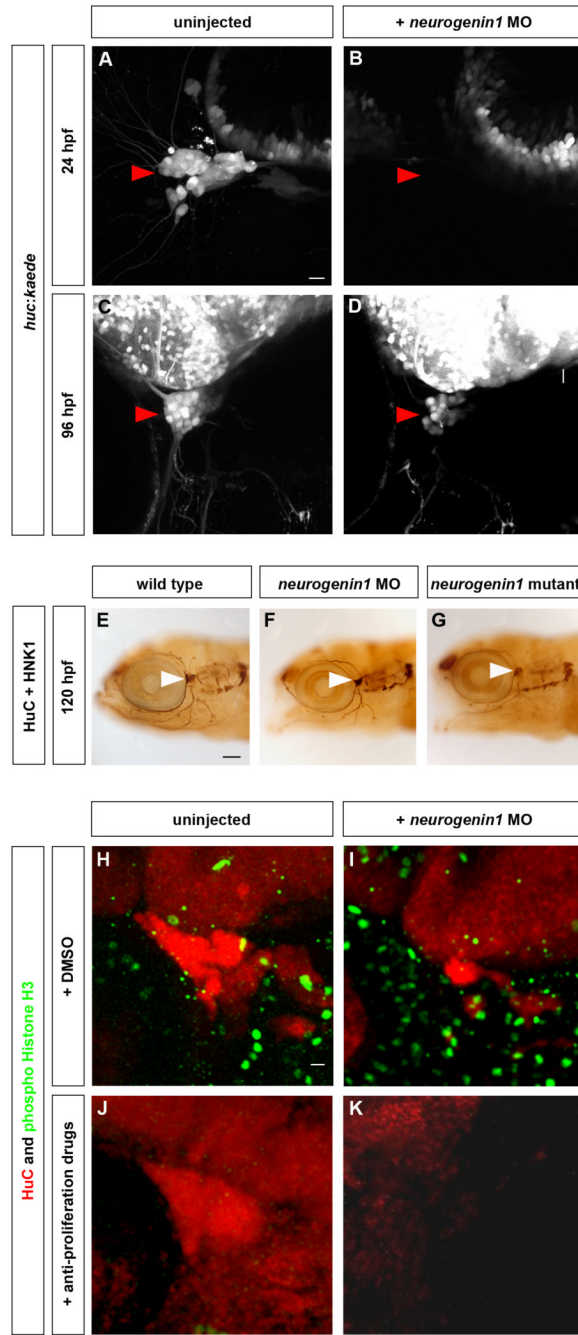 uninjected
+ neurogenin1 MO
huc:kaede
24 hpf
A
B
96 hpf
C
D
wild type
neurogenin1 MO
neurogenin1 mutant
HuC + HNK1
120 hpf
E
F
G
uninjected
+ neurogenin1 MO
HuC and phospho Histone H3
+ DMSO
H
I
+ anti-proliferation drugs
J
K